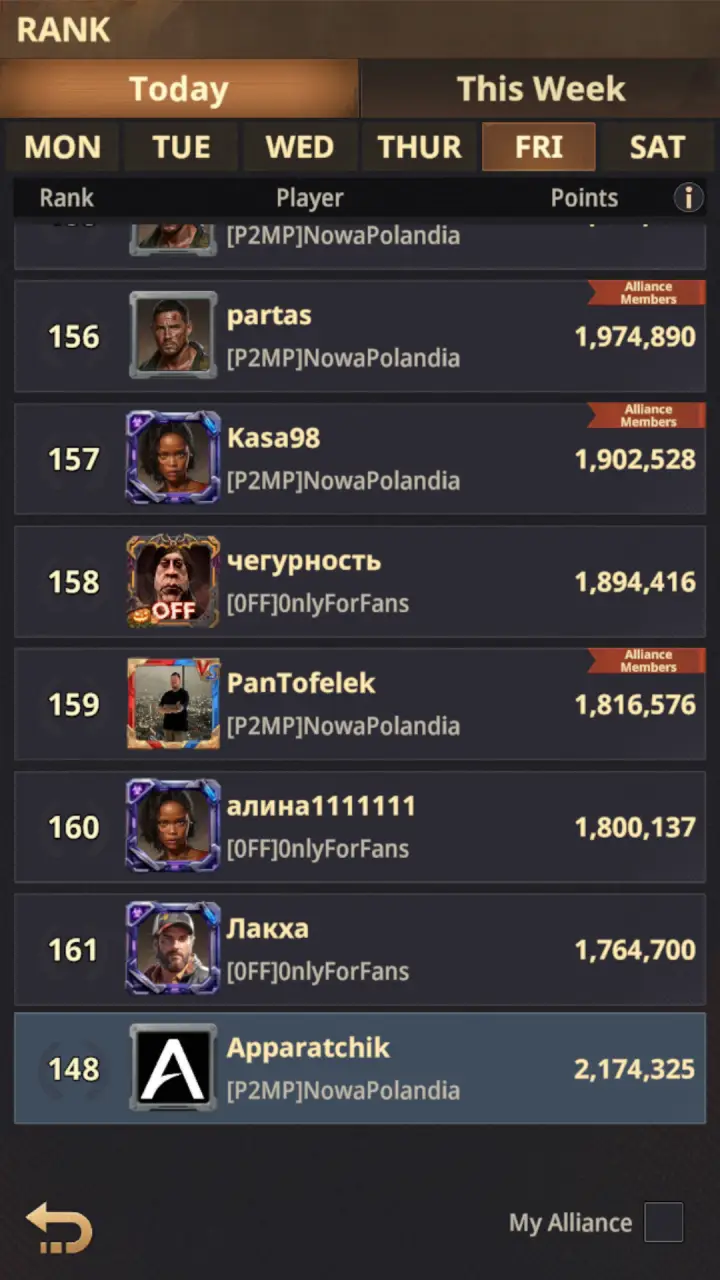 RANK
Today
This Week
MON
TUE
WED
THUR
FRI
SAT
Rank
Player
Points
[P2MP]NowaPolandia
Alliance
Members
156
partas
1,974,890
[P2MP]NowaPolandia
Alliance
Members
157
Kasa98
1,902,528
[P2MP]NowaPolandia
158
чегурность
1,894,416
[0FF]0nlyForFans
OFF
Alliance
Members
159
PanTofelek
1,816,576
[P2MP]NowaPolandia
160
алина1111111
1,800,137
[0FF]0nlyForFans
161
Лакха
1,764,700
[0FF]0nlyForFans
148
Apparatchik
2,174,325
[P2MP]NowaPolandia
My Alliance